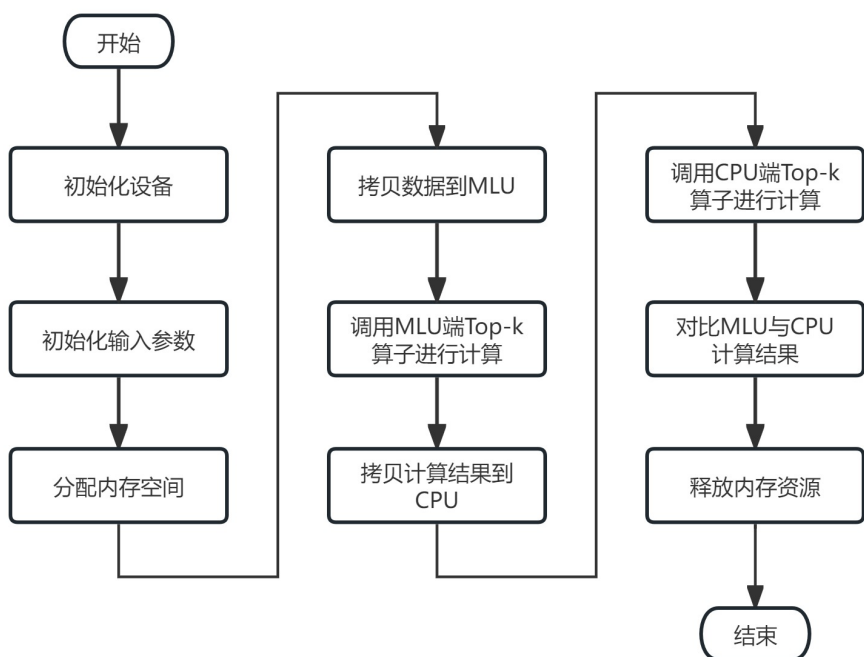 开始
初始化设备
初始化输入参数
分配内存空间
拷贝数据到MLU
调用MLU端Top-k
算子进行计算
拷贝计算结果到
CPU
调用CPU端Top-k
算子进行计算
对比MLU与CPU
计算结果
释放内存资源
结束